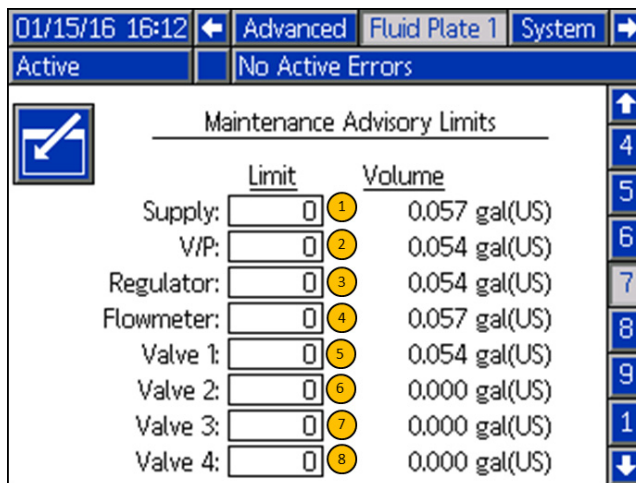 01/15/16 16:12 Advanced Fluid Plate 1 System
Active No Active Errors
Maintenance Advisory Limits
Limit Volume
Supply: 0 1 0.057 gal(US)
V/P: 0 2 0.054 gal(US)
Regulator: 0 3 0.054 gal(US)
Flowmeter: 0 4 0.057 gal(US)
Valve 1: 0 5 0.054 gal(US)
Valve 2: 0 6 0.000 gal(US)
Valve 3: 0 7 0.000 gal(US)
Valve 4: 0 8 0.000 gal(US)
4
5
6
7
8
9
1